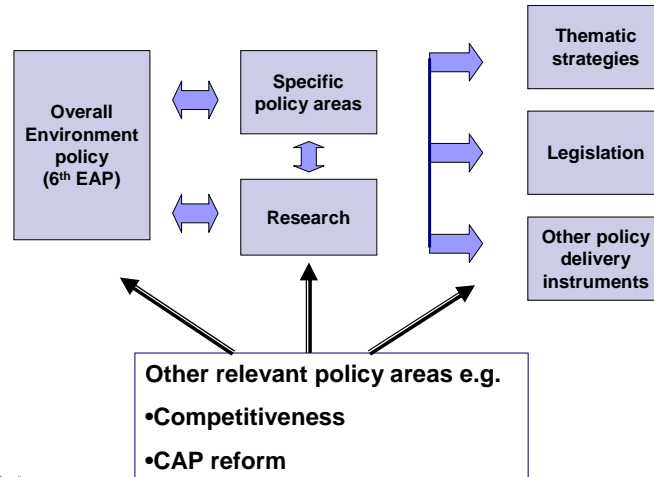 Overall
Environment
policy
(6th EAP)
Specific
policy areas
Research
Thematic
strategies
Legislation
Other policy
delivery
instruments
Other relevant policy areas e.g.
•Competitiveness
•CAP reform